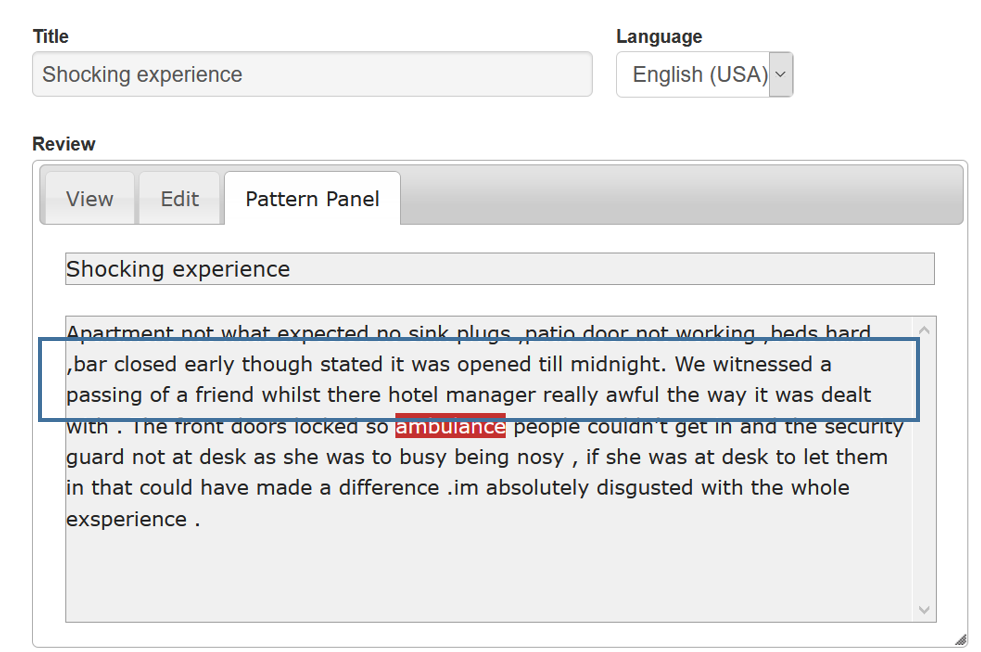 Title
Language
Shocking experience
English (USA)
Review
View
Edit
Pattern Panel
Shocking experience
Apartment not what expected no sink plugs ,patio door not working ,beds hard
,bar closed early though stated it was opened till midnight. We witnessed a
passing of a friend whilst there hotel manager really awful the way it was dealt
with . The front doors locked so ambulance people couldn't get in and the security
guard not at desk as she was to busy being nosy , if she was at desk to let them
in that could have made a difference .im absolutely disgusted with the whole
exsperience .